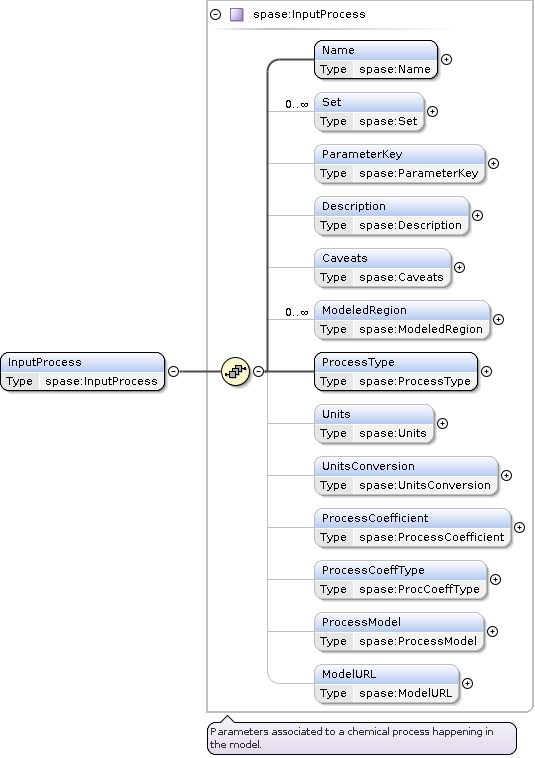 spase:InputProcess
Name
Type spase:Name
0..∞
Set
Type spase:Set
ParameterKey
Type spase:ParameterKey
Description
Type spase:Description
Caveats
Type spase:Caveats
0..∞
ModeledRegion
Type spase:ModeledRegion
InputProcess
Type spase:InputProcess
ProcessType
Type spase:ProcessType
Units
Type spase:Units
UnitsConversion
Type spase:UnitsConversion
ProcessCoefficient
Type spase:ProcessCoefficient
ProcessCoeffType
Type spase:ProcCoeffType
ProcessModel
Type spase:ProcessModel
ModelURL
Type spase:ModelURL
Parameters associated to a chemical process happening in
the model.